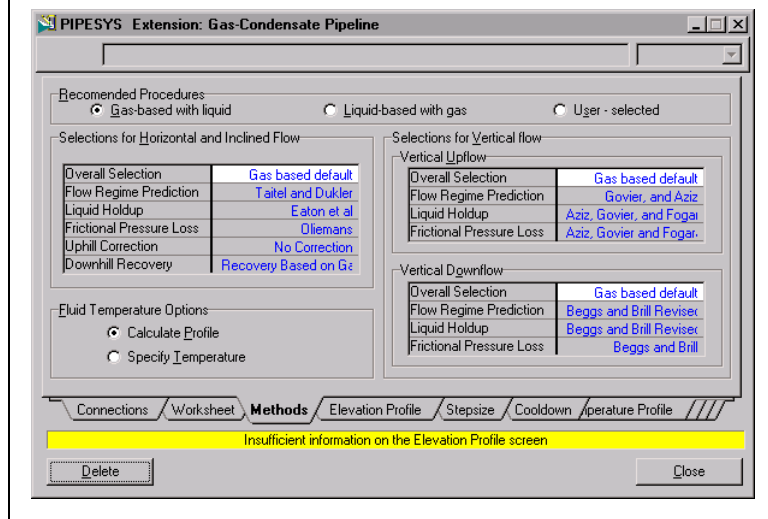 PIPESYS Extension: Gas-Condensate Pipeline
Recomended Procedures
Gas-based with liquid Liquid-based with gas User - selected
Selections for Horizontal and Inclined Flow
Overall Selection Gas based default
Flow Regime Prediction Taitel and Dukler
Liquid Holdup Eaton et al
Frictional Pressure Loss Oliemans
Uphill Correction No Correction
Downhill Recovery Recovery Based on Ga
Fluid Temperature Options
Calculate Profile
Specify Temperature
Selections for Vertical flow
Vertical Upflow
Overall Selection Gas based default
Flow Regime Prediction Govier, and Aziz
Liquid Holdup Aziz, Govier, and Fogar
Frictional Pressure Loss Aziz, Govier and Fogar
Vertical Downflow
Overall Selection Gas based default
Flow Regime Prediction Beggs and Brill Revised
Liquid Holdup Beggs and Brill Revised
Frictional Pressure Loss Beggs and Brill
Connections Worksheet Methods Elevation Profile Stepsize Cooldown perature Profile
Insufficient information on the Elevation Profile screen
Delete Close